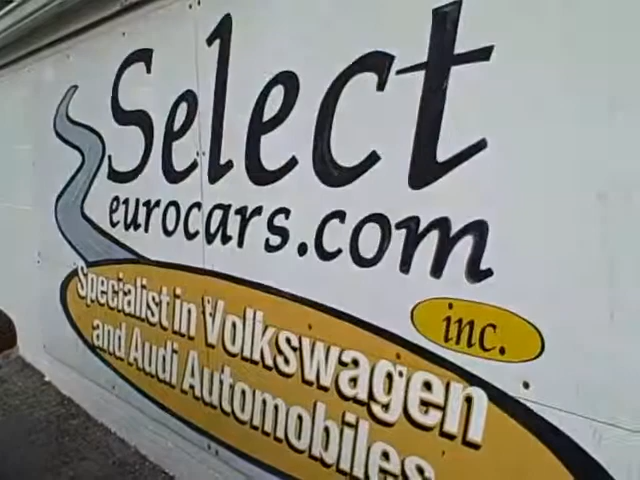 Select
eurocars.com
inc.
Specialist in Volkswagen
and Audi Automobiles